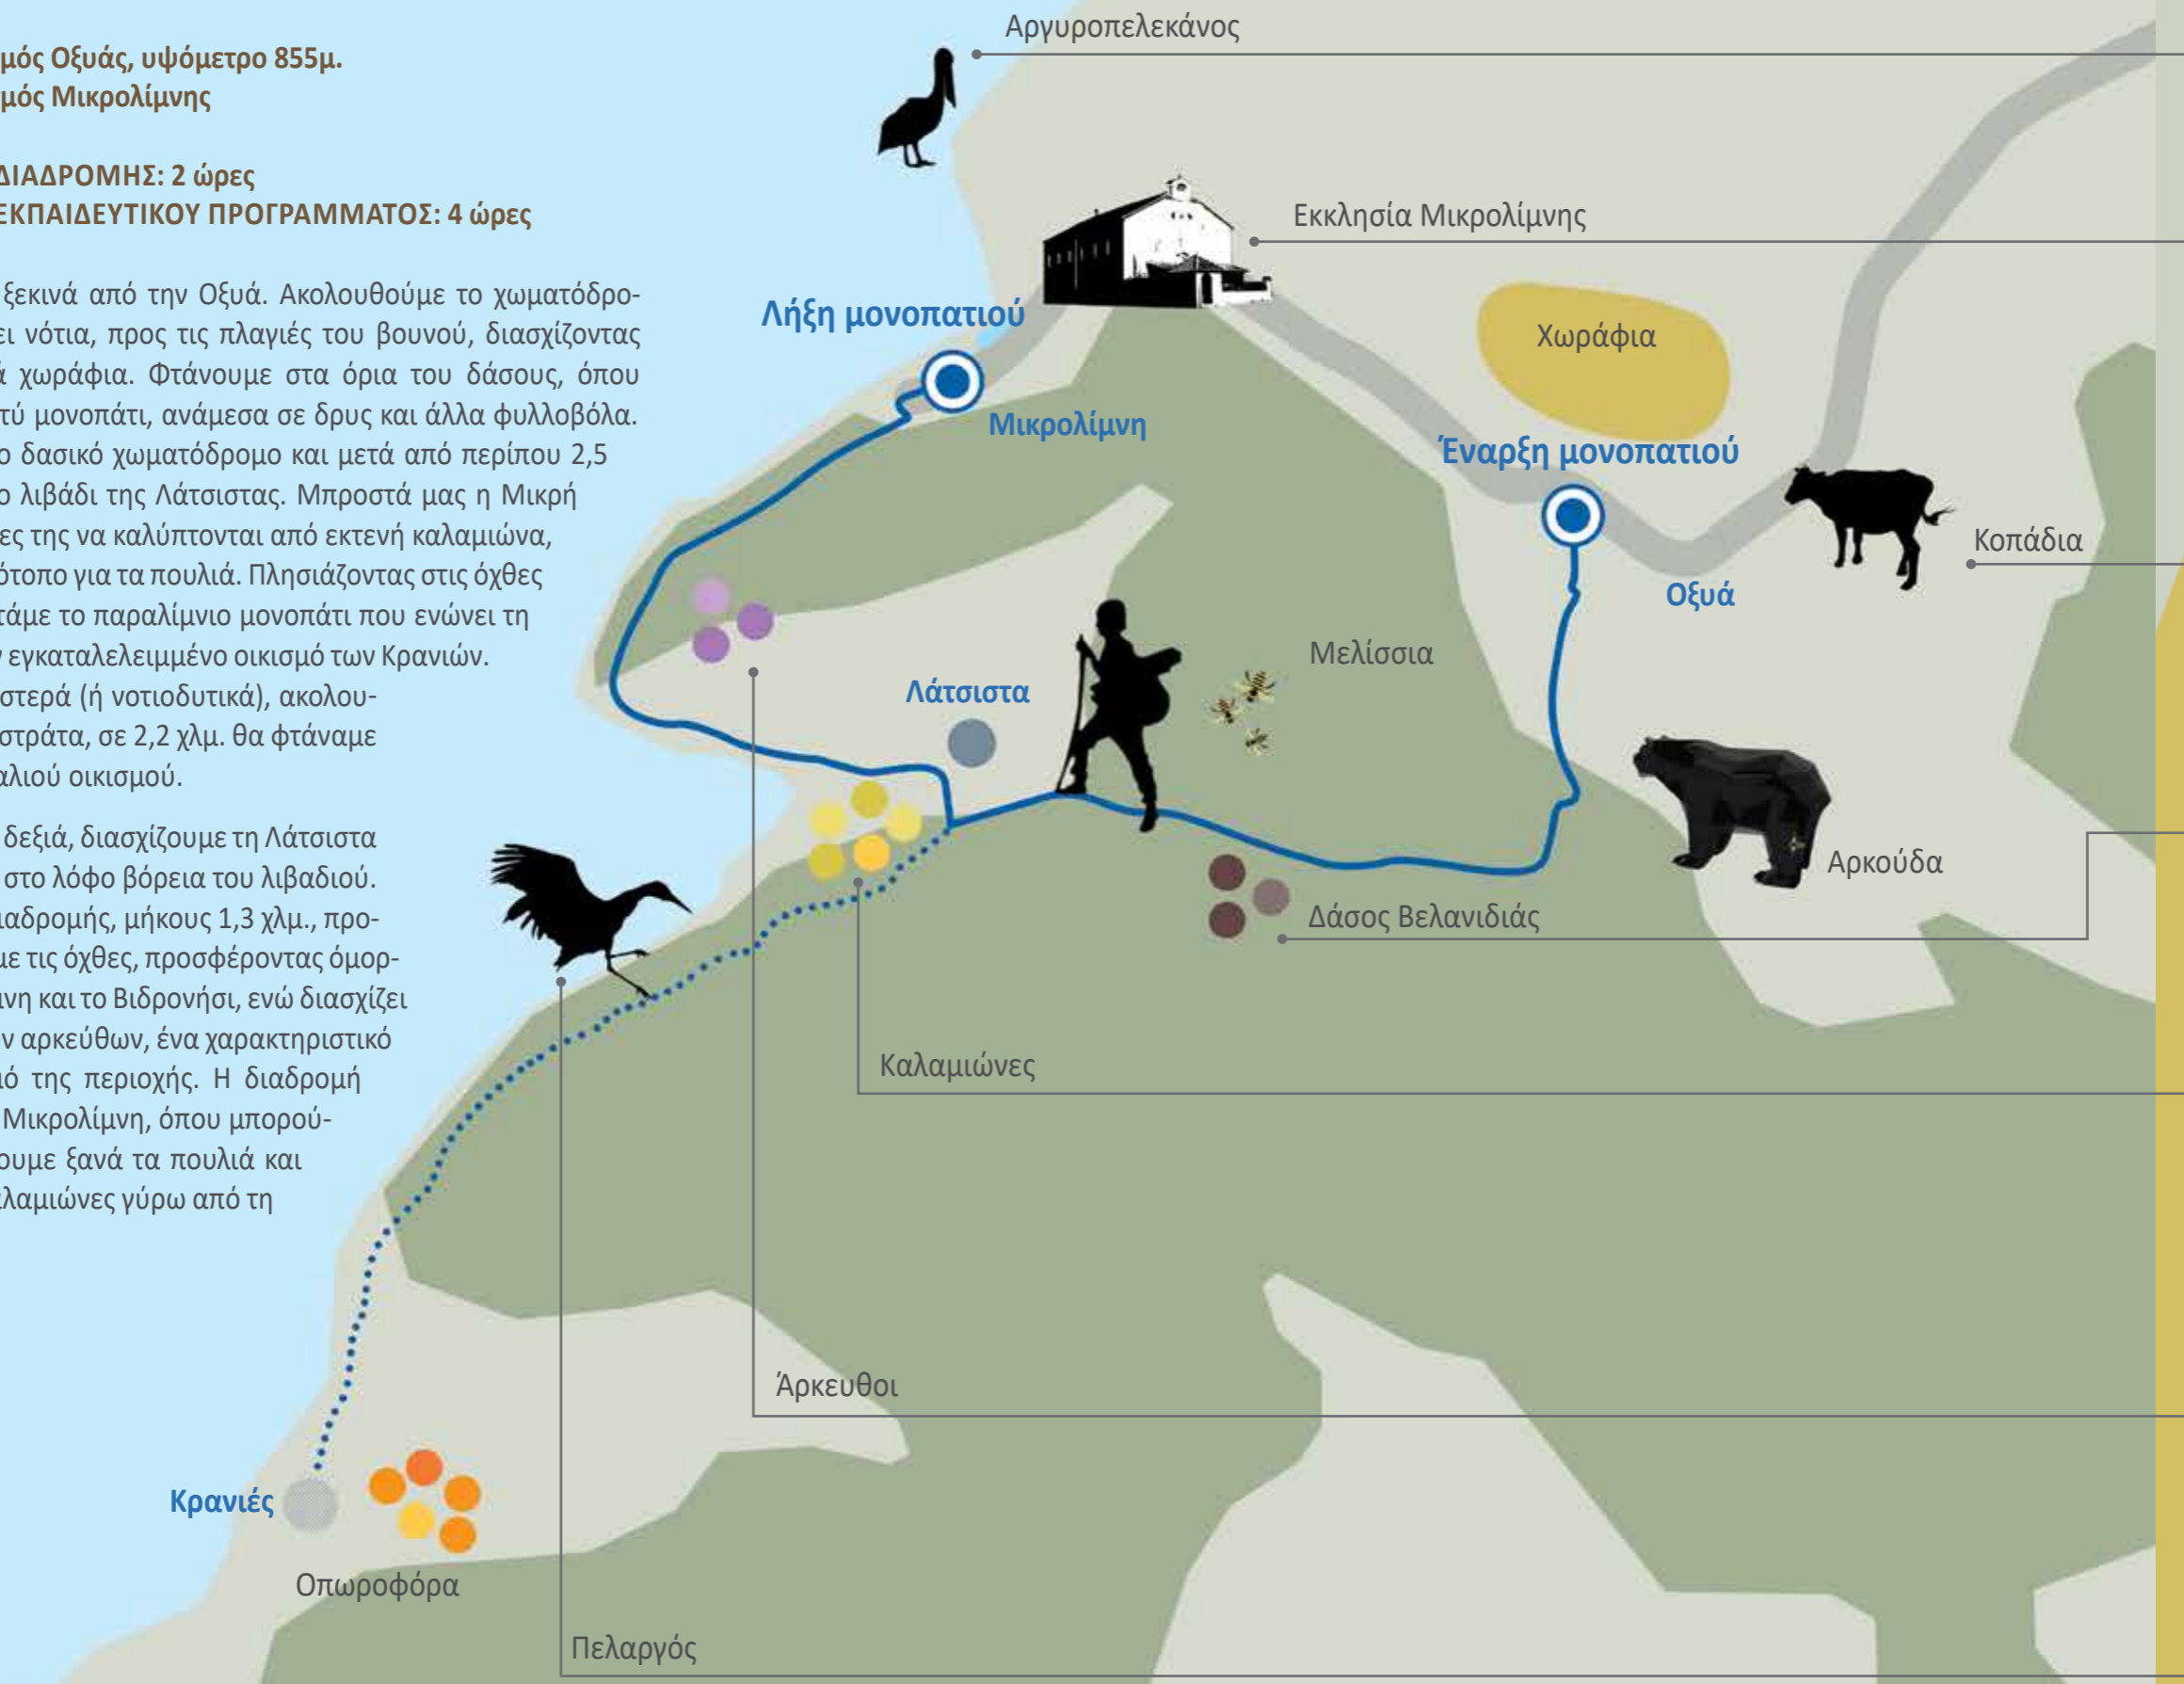 μός Οξυάς, υψόμετρο 855μ.
μός Μικρολίμνης
ΔΙΑΔΡΟΜΗΣ: 2 ώρες
ΕΚΠΑΙΔΕΥΤΙΚΟΥ ΠΡΟΓΡΑΜΜΑΤΟΣ: 4 ώρες
ξεκινά από την Οξυά. Ακολουθούμε το χωματόδρο-
ει νότια, προς τις πλαγιές του βουνού, διασχίζοντας
ά χωράφια. Φτάνουμε στα όρια του δάσους, όπου
τύ μονοπάτι, ανάμεσα σε δρυς και άλλα φυλλοβόλα.
ο δασικό χωματόδρομο και μετά από περίπου 2,5
ο λιβάδι της Λάτσιστας. Μπροστά μας η Μικρή
ες της να καλύπτονται από εκτενή καλαμιώνα,
ότοπο για τα πουλιά. Πλησιάζοντας στις όχθες
τάμε το παραλίμνιο μονοπάτι που ενώνει τη
ν εγκαταλελειμμένο οικισμό των Κρανιών.
στερά (ή νοτιοδυτικά), ακολου-
στράτα, σε 2,2 χλμ. θα φτάναμε
αλιού οικισμού.
δεξιά, διασχίζουμε τη Λάτσιστα
στο λόφο βόρεια του λιβαδιού.
ιαδρομής, μήκους 1,3 χλμ., προ-
με τις όχθες, προσφέροντας όμορ-
μνη και το Βιδρονήσι, ενώ διασχίζει
ων αρκεύθων, ένα χαρακτηριστικό
μό της περιοχής. Η διαδρομή
Μικρολίμνη, όπου μπορού-
ουμε ξανά τα πουλιά και
αλαμιώνες γύρω από τη
Αργυροπελεκάνος
Εκκλησία Μικρολίμνης
Λήξη μονοπατιού
Χωράφια
Μικρολίμνη
Έναρξη μονοπατιού
Κοπάδια
Οξυά
Μελίσσια
Λάτσιστα
Αρκούδα
Δάσος Βελανιδιάς
Καλαμιώνες
Άρκευθοι
Κρανιές
Οπωροφόρα
Πελαργός